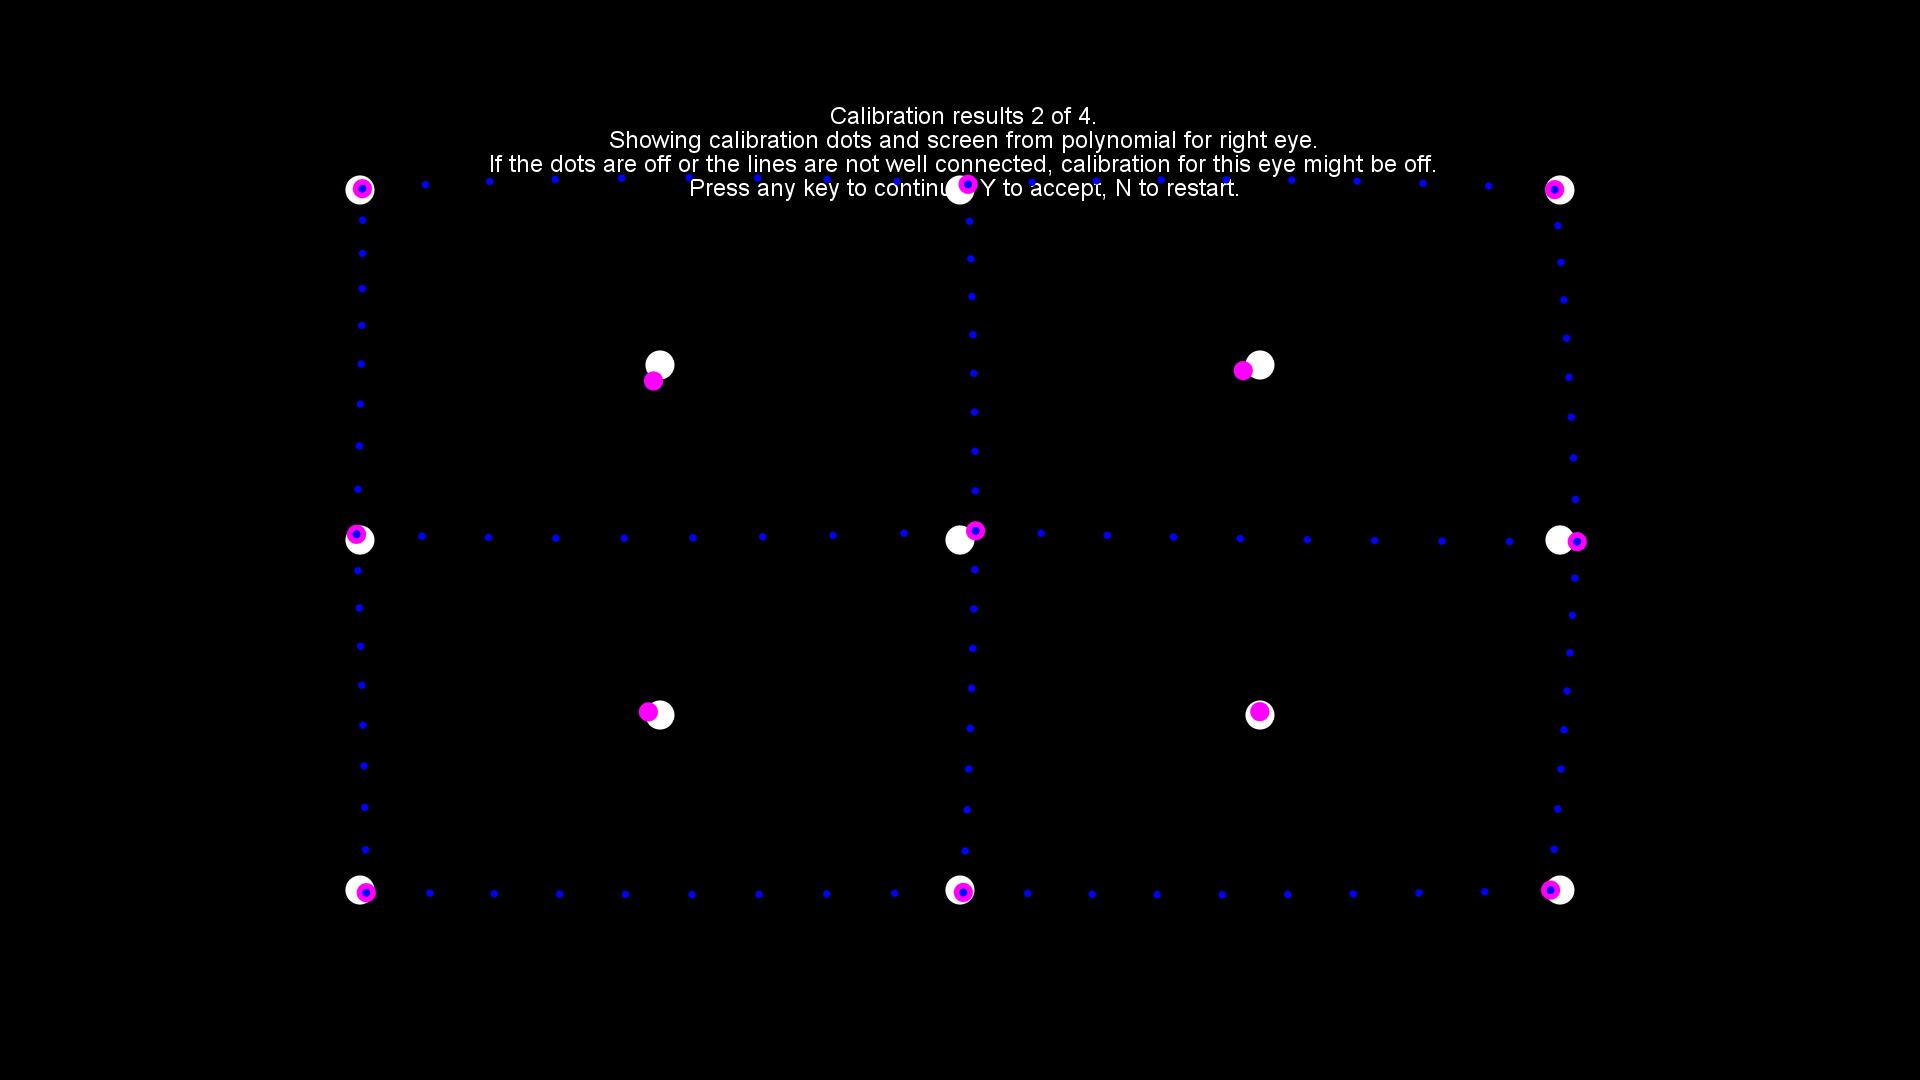 Calibration results 2 of 4.
Showing calibration dots and screen from polynomial for right eye.
If the dots are off or the lines are not well connected, calibration for this eye might be off.
Press any key to continue, Y to accept, N to restart.